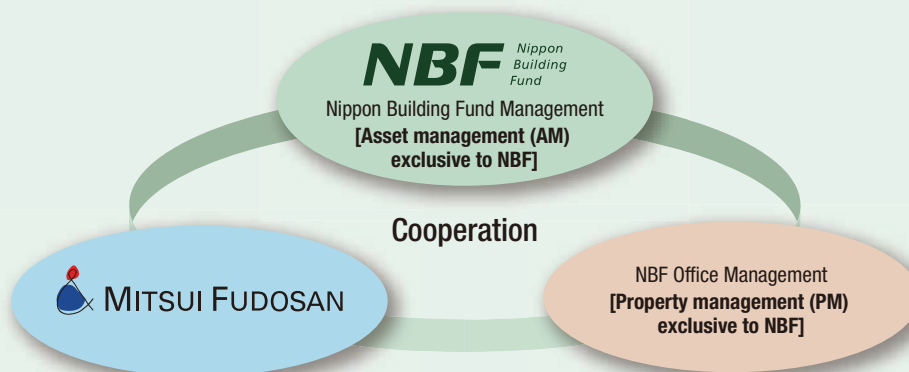 NBF Nippon
Building
Fund
Nippon Building Fund Management
[Asset management (AM)
exclusive to NBF]
Cooperation
MITSUI FUDOSAN
NBF Office Management
[Property management (PM)
exclusive to NBF]